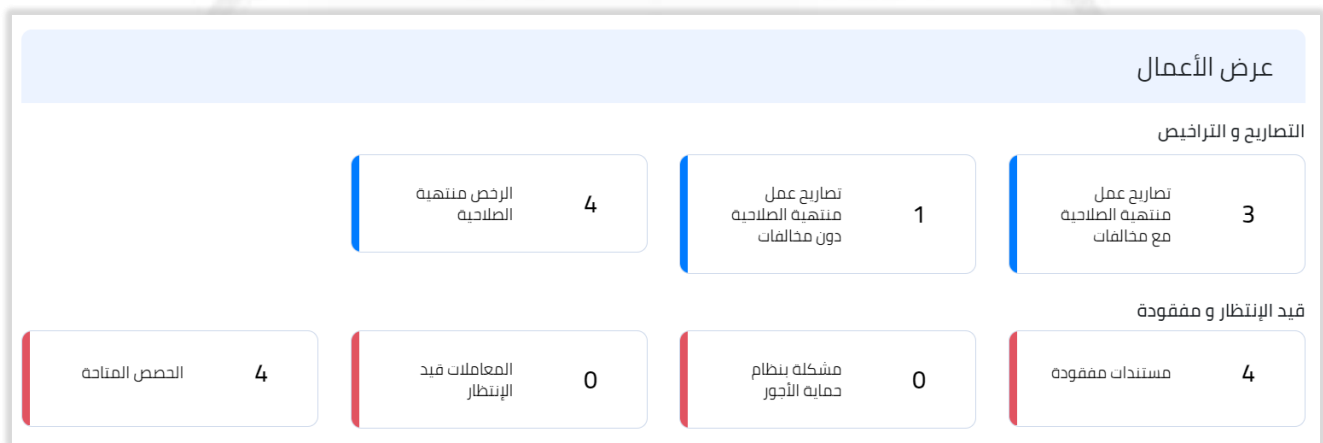 عرض الأعمال
التصاريح و التراخيص
3
تصاريح عمل
منتهية الصلاحية
مع مخالفات
1
تصاريح عمل
منتهية الصلاحية
دون مخالفات
4
الرخص منتهية
الصلاحية
قيد الإنتظار و مفقودة
4
مستندات مفقودة
0
مشكلة بنظام
حماية الأجور
0
المعاملات قيد
الإنتظار
4
الحصص المتاحة